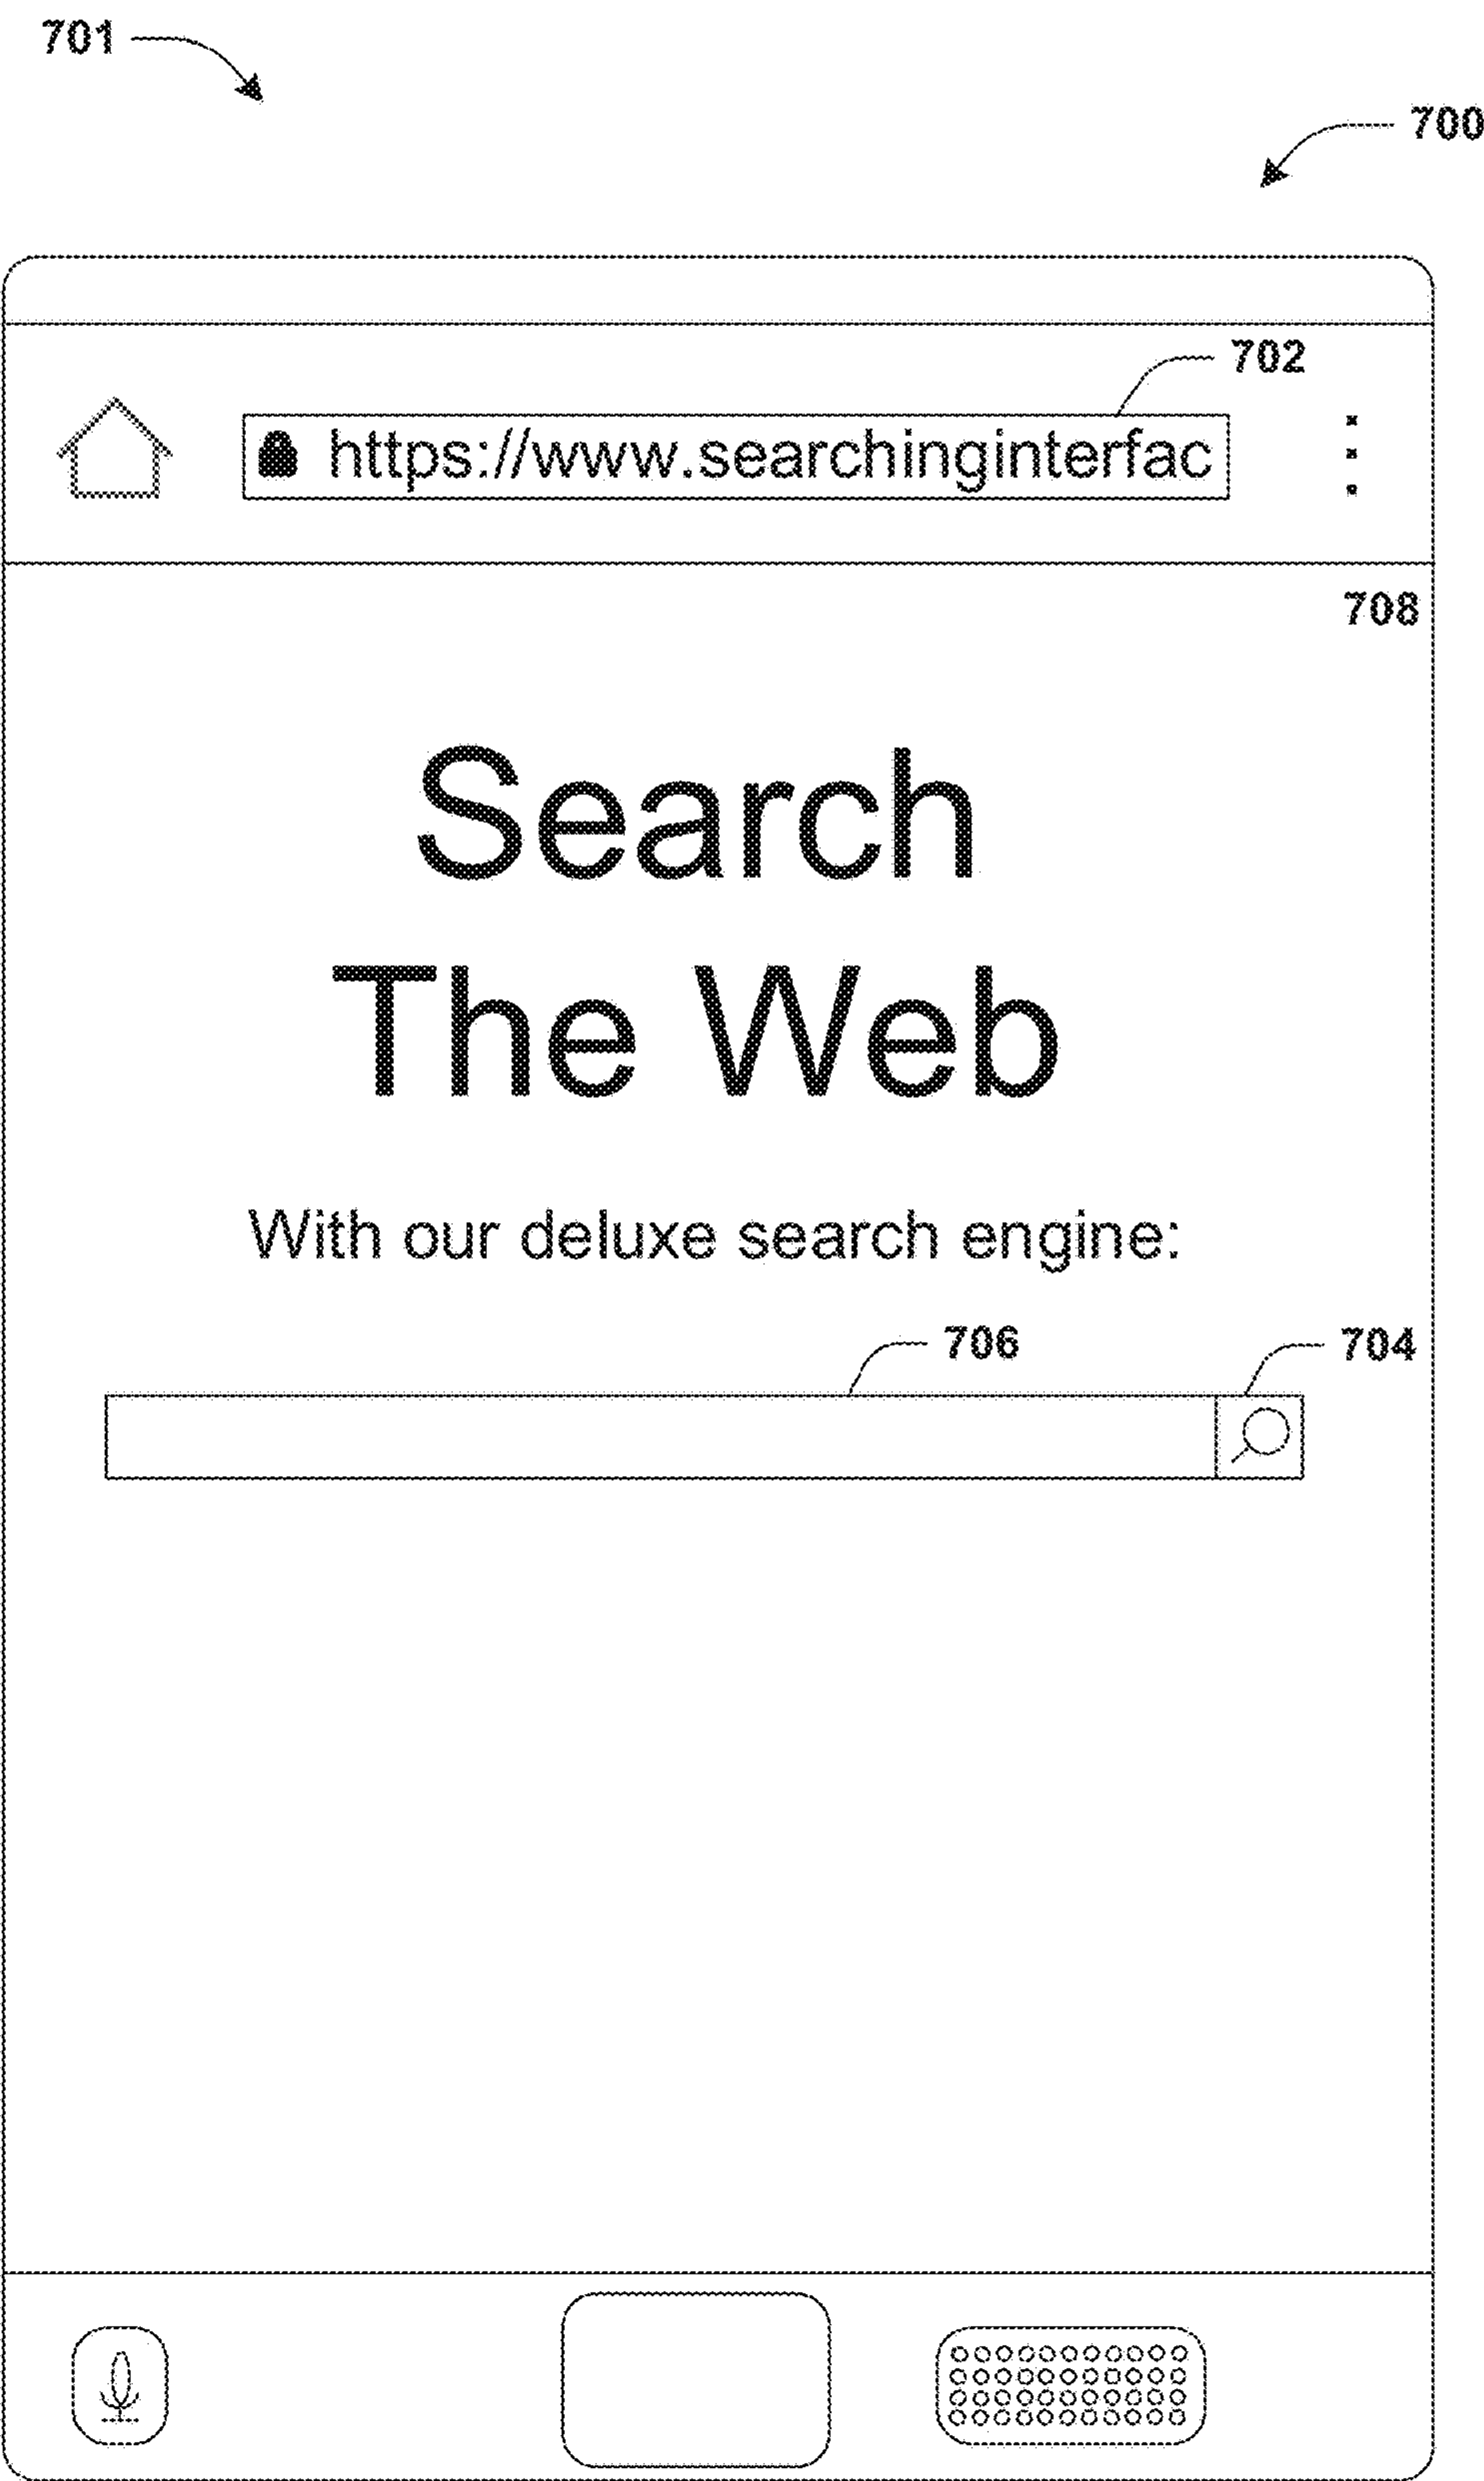 701
700
702
https://www.searchinginterfac
708
Search
The Web
With our deluxe search engine:
706
704